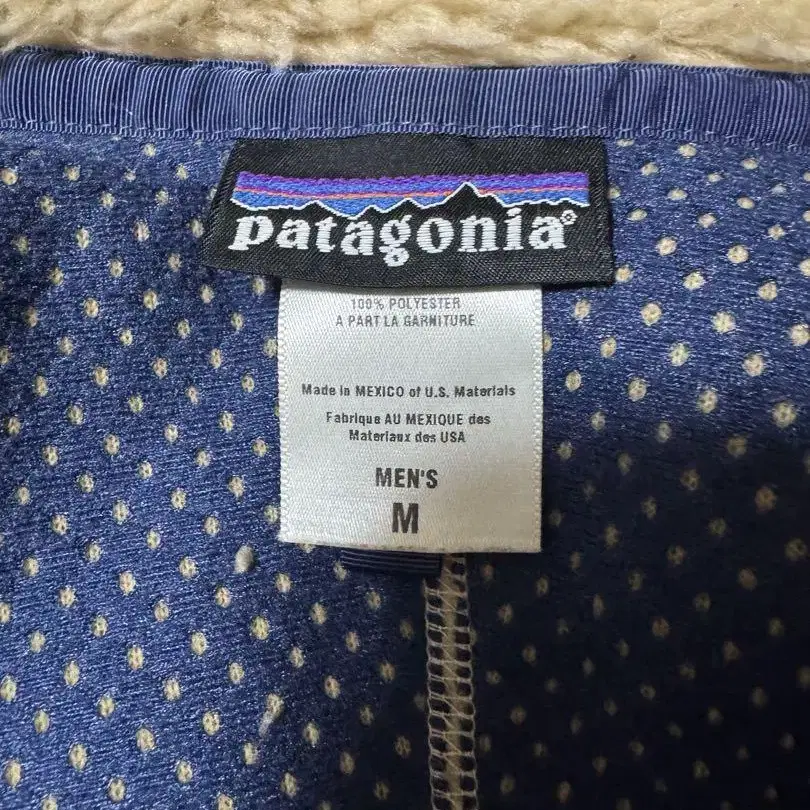 patagonia®
100% POLYESTER
A PART LA GARNITURE
Made in MEXICO of U.S. Materials
Fabrique AU MEXIQUE des
Materiaux des USA
MEN'S
M